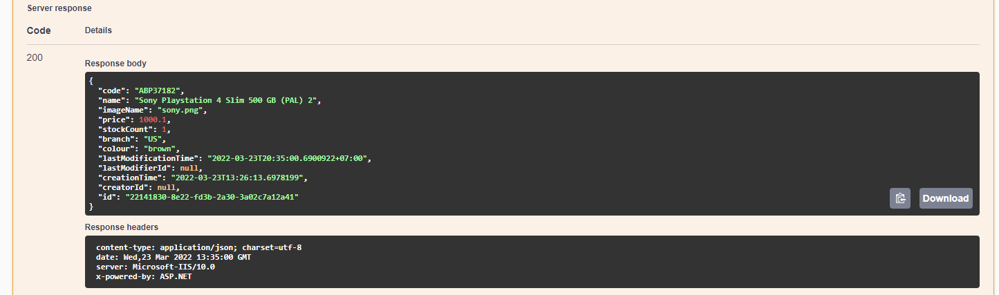 Server response
Code Details
200
Response body
{
  "code": "ABP37182",
  "name": "Sony Playstation 4 Slim 500 GB (PAL) 2",
  "imageName": "sony.png",
  "price": 1000.1,
  "stockCount": 1,
  "branch": "US",
  "colour": "brown",
  "lastModificationTime": "2022-03-23T20:35:00.6900922+07:00",
  "lastModifierId": null,
  "creationTime": "2022-03-23T13:26:13.6978199",
  "creatorId": null,
  "id": "22141830-8e22-fd3b-2a30-3a02c7a12a41"
}
Download
Response headers
content-type: application/json; charset=utf-8
date: Wed,23 Mar 2022 13:35:00 GMT
server: Microsoft-IIS/10.0
x-powered-by: ASP.NET